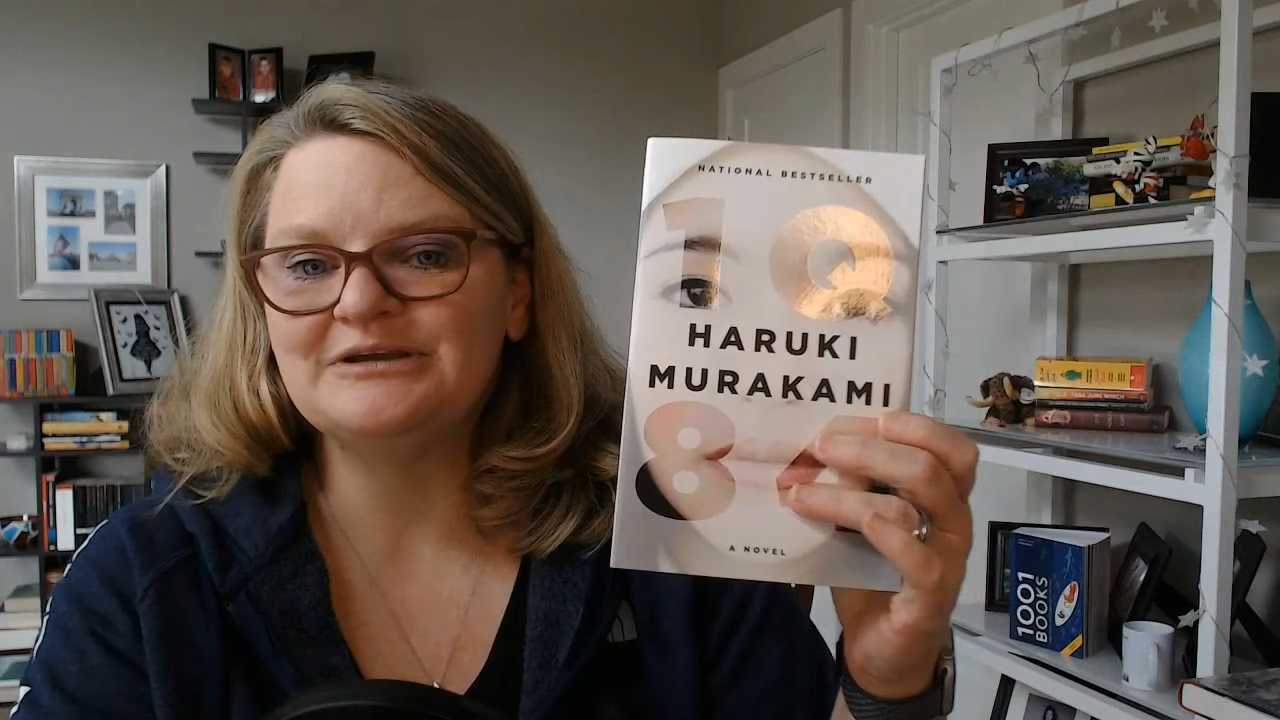 NATIONAL BESTSELLER
1Q
HARUKI
MURAKAMI
84
A NOVEL
1001
BOOKS